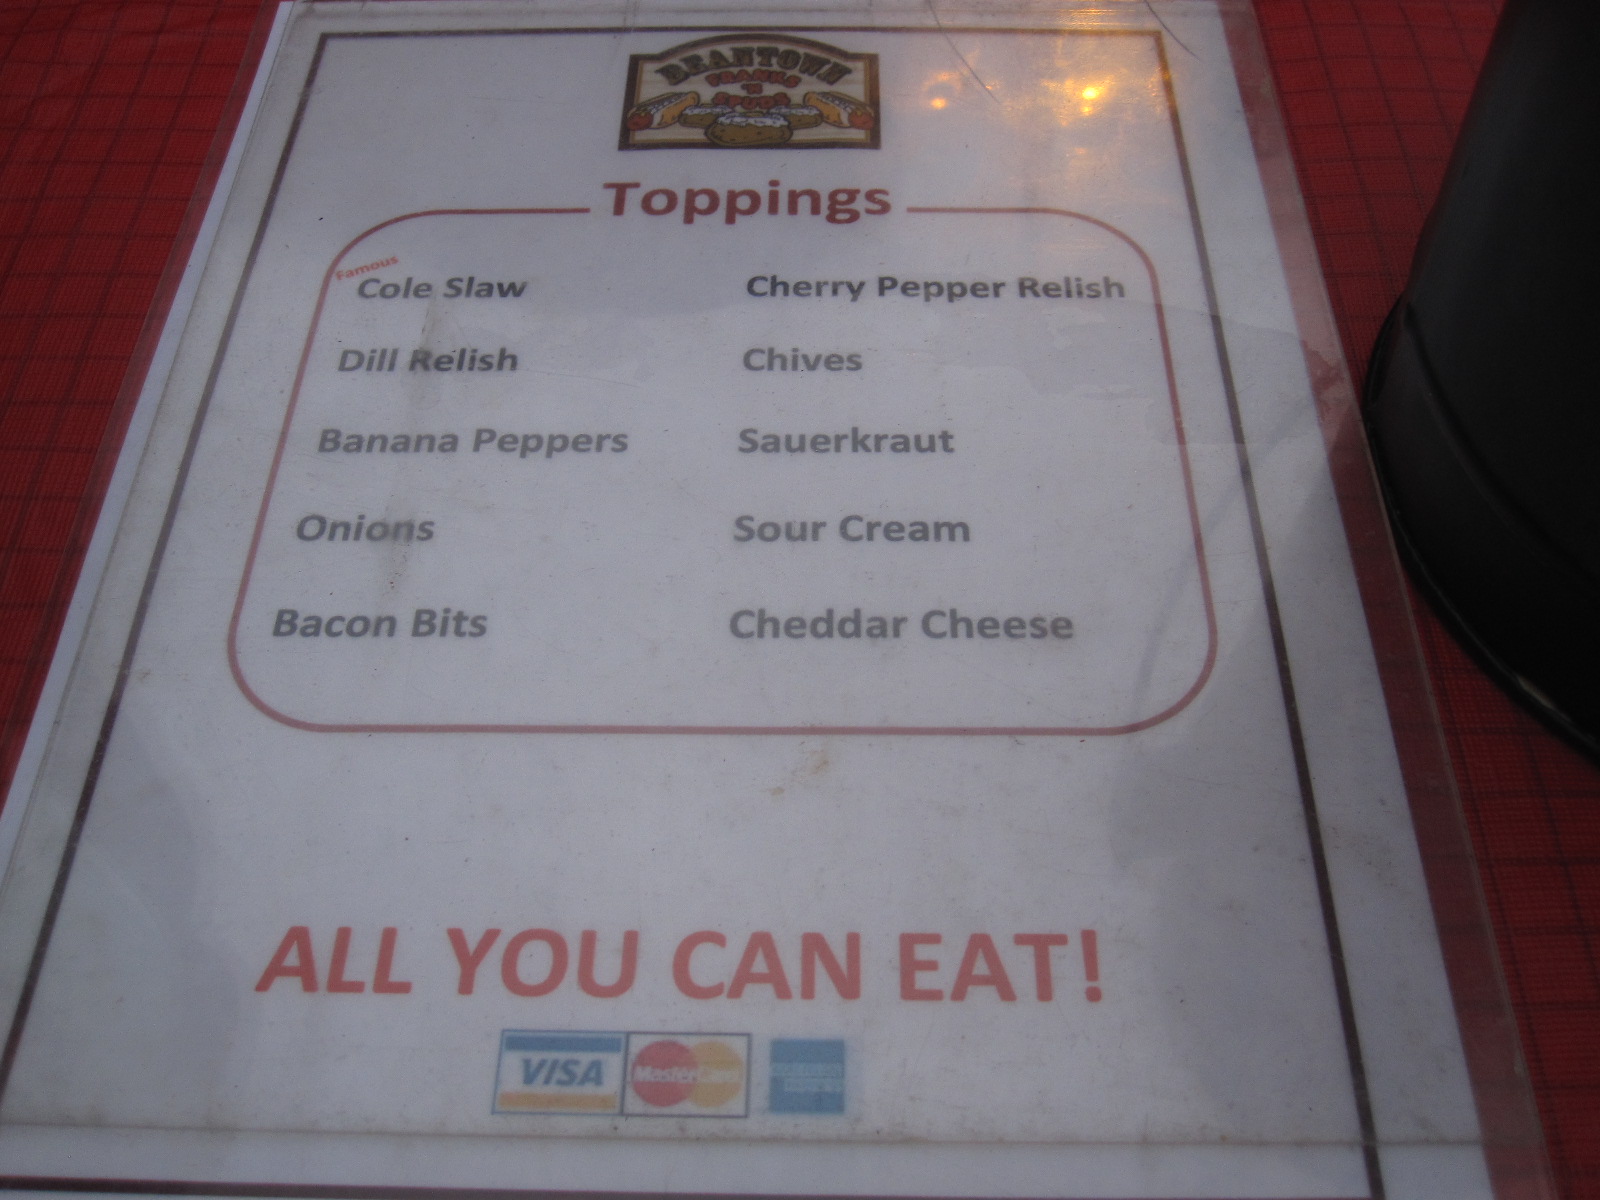 BEANTOWN
FRANKS
'N
SPUDS
Toppings
Famous
Cole Slaw Cherry Pepper Relish
Dill Relish Chives
Banana Peppers Sauerkraut
Onions Sour Cream
Bacon Bits Cheddar Cheese
ALL YOU CAN EAT!
VISA MasterCard